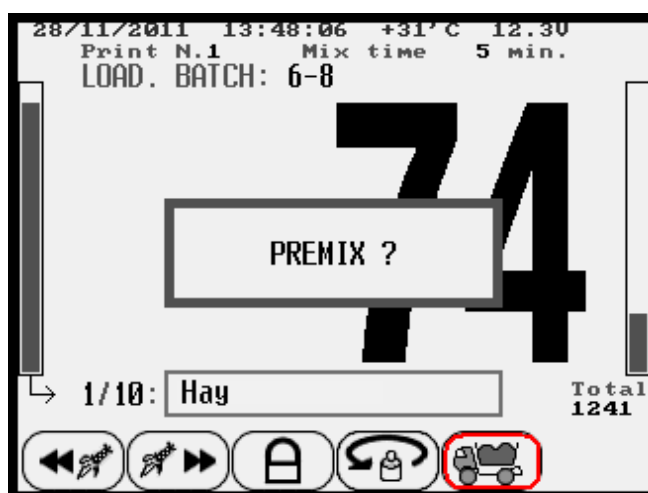 28/11/2011 13:48:06 +31°C 12.30
Print N.1 Mix time 5 min.
LOAD. BATCH: 6-8
74
PREMIX ?
1/10: Hay
Total
1241